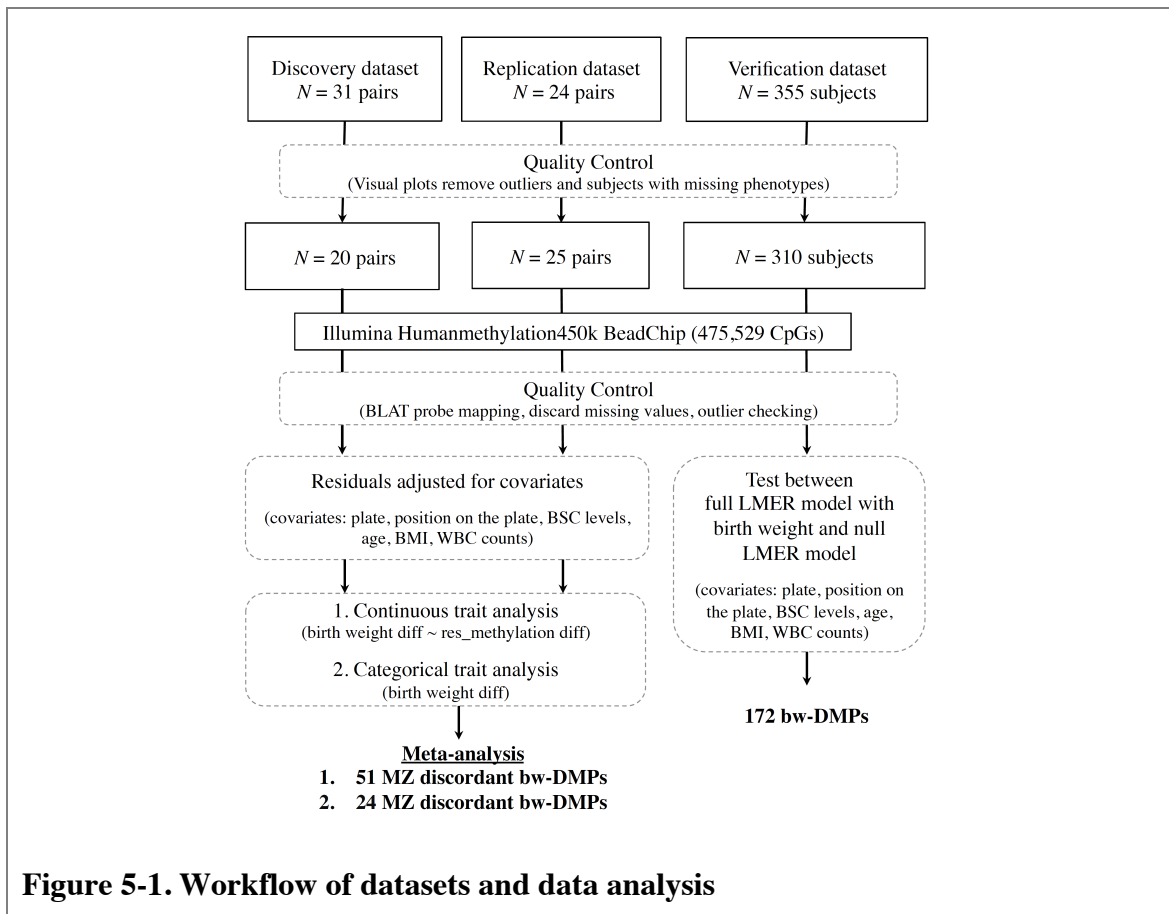 Discovery dataset
N = 31 pairs
Replication dataset
N = 24 pairs
Verification dataset
N = 355 subjects
Quality Control
(Visual plots remove outliers and subjects with missing phenotypes)
N = 20 pairs
N = 25 pairs
N = 310 subjects
Illumina Humanmethylation450k BeadChip (475,529 CpGs)
Quality Control
(BLAT probe mapping, discard missing values, outlier checking)
Residuals adjusted for covariates
(covariates: plate, position on the plate, BSC levels,
age, BMI, WBC counts)
1. Continuous trait analysis
(birth weight diff ~ res_methylation diff)
2. Categorical trait analysis
(birth weight diff)
Meta-analysis
1. 51 MZ discordant bw-DMPs
2. 24 MZ discordant bw-DMPs
Test between
full LMER model with
birth weight and null
LMER model
(covariates: plate, position on
the plate, BSC levels, age,
BMI, WBC counts)
172 bw-DMPs
Figure 5-1. Workflow of datasets and data analysis